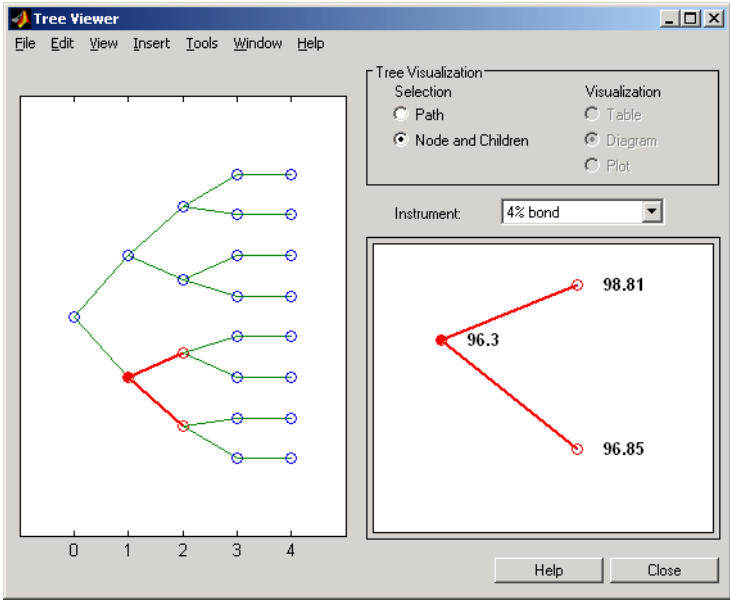 Tree Viewer
File Edit View Insert Tools Window Help
Tree Visualization
Selection Visualization
Path Table
Node and Children Diagram
Plot
Instrument: 4% bond
98.81
96.3
96.85
0 1 2 3 4
Help Close